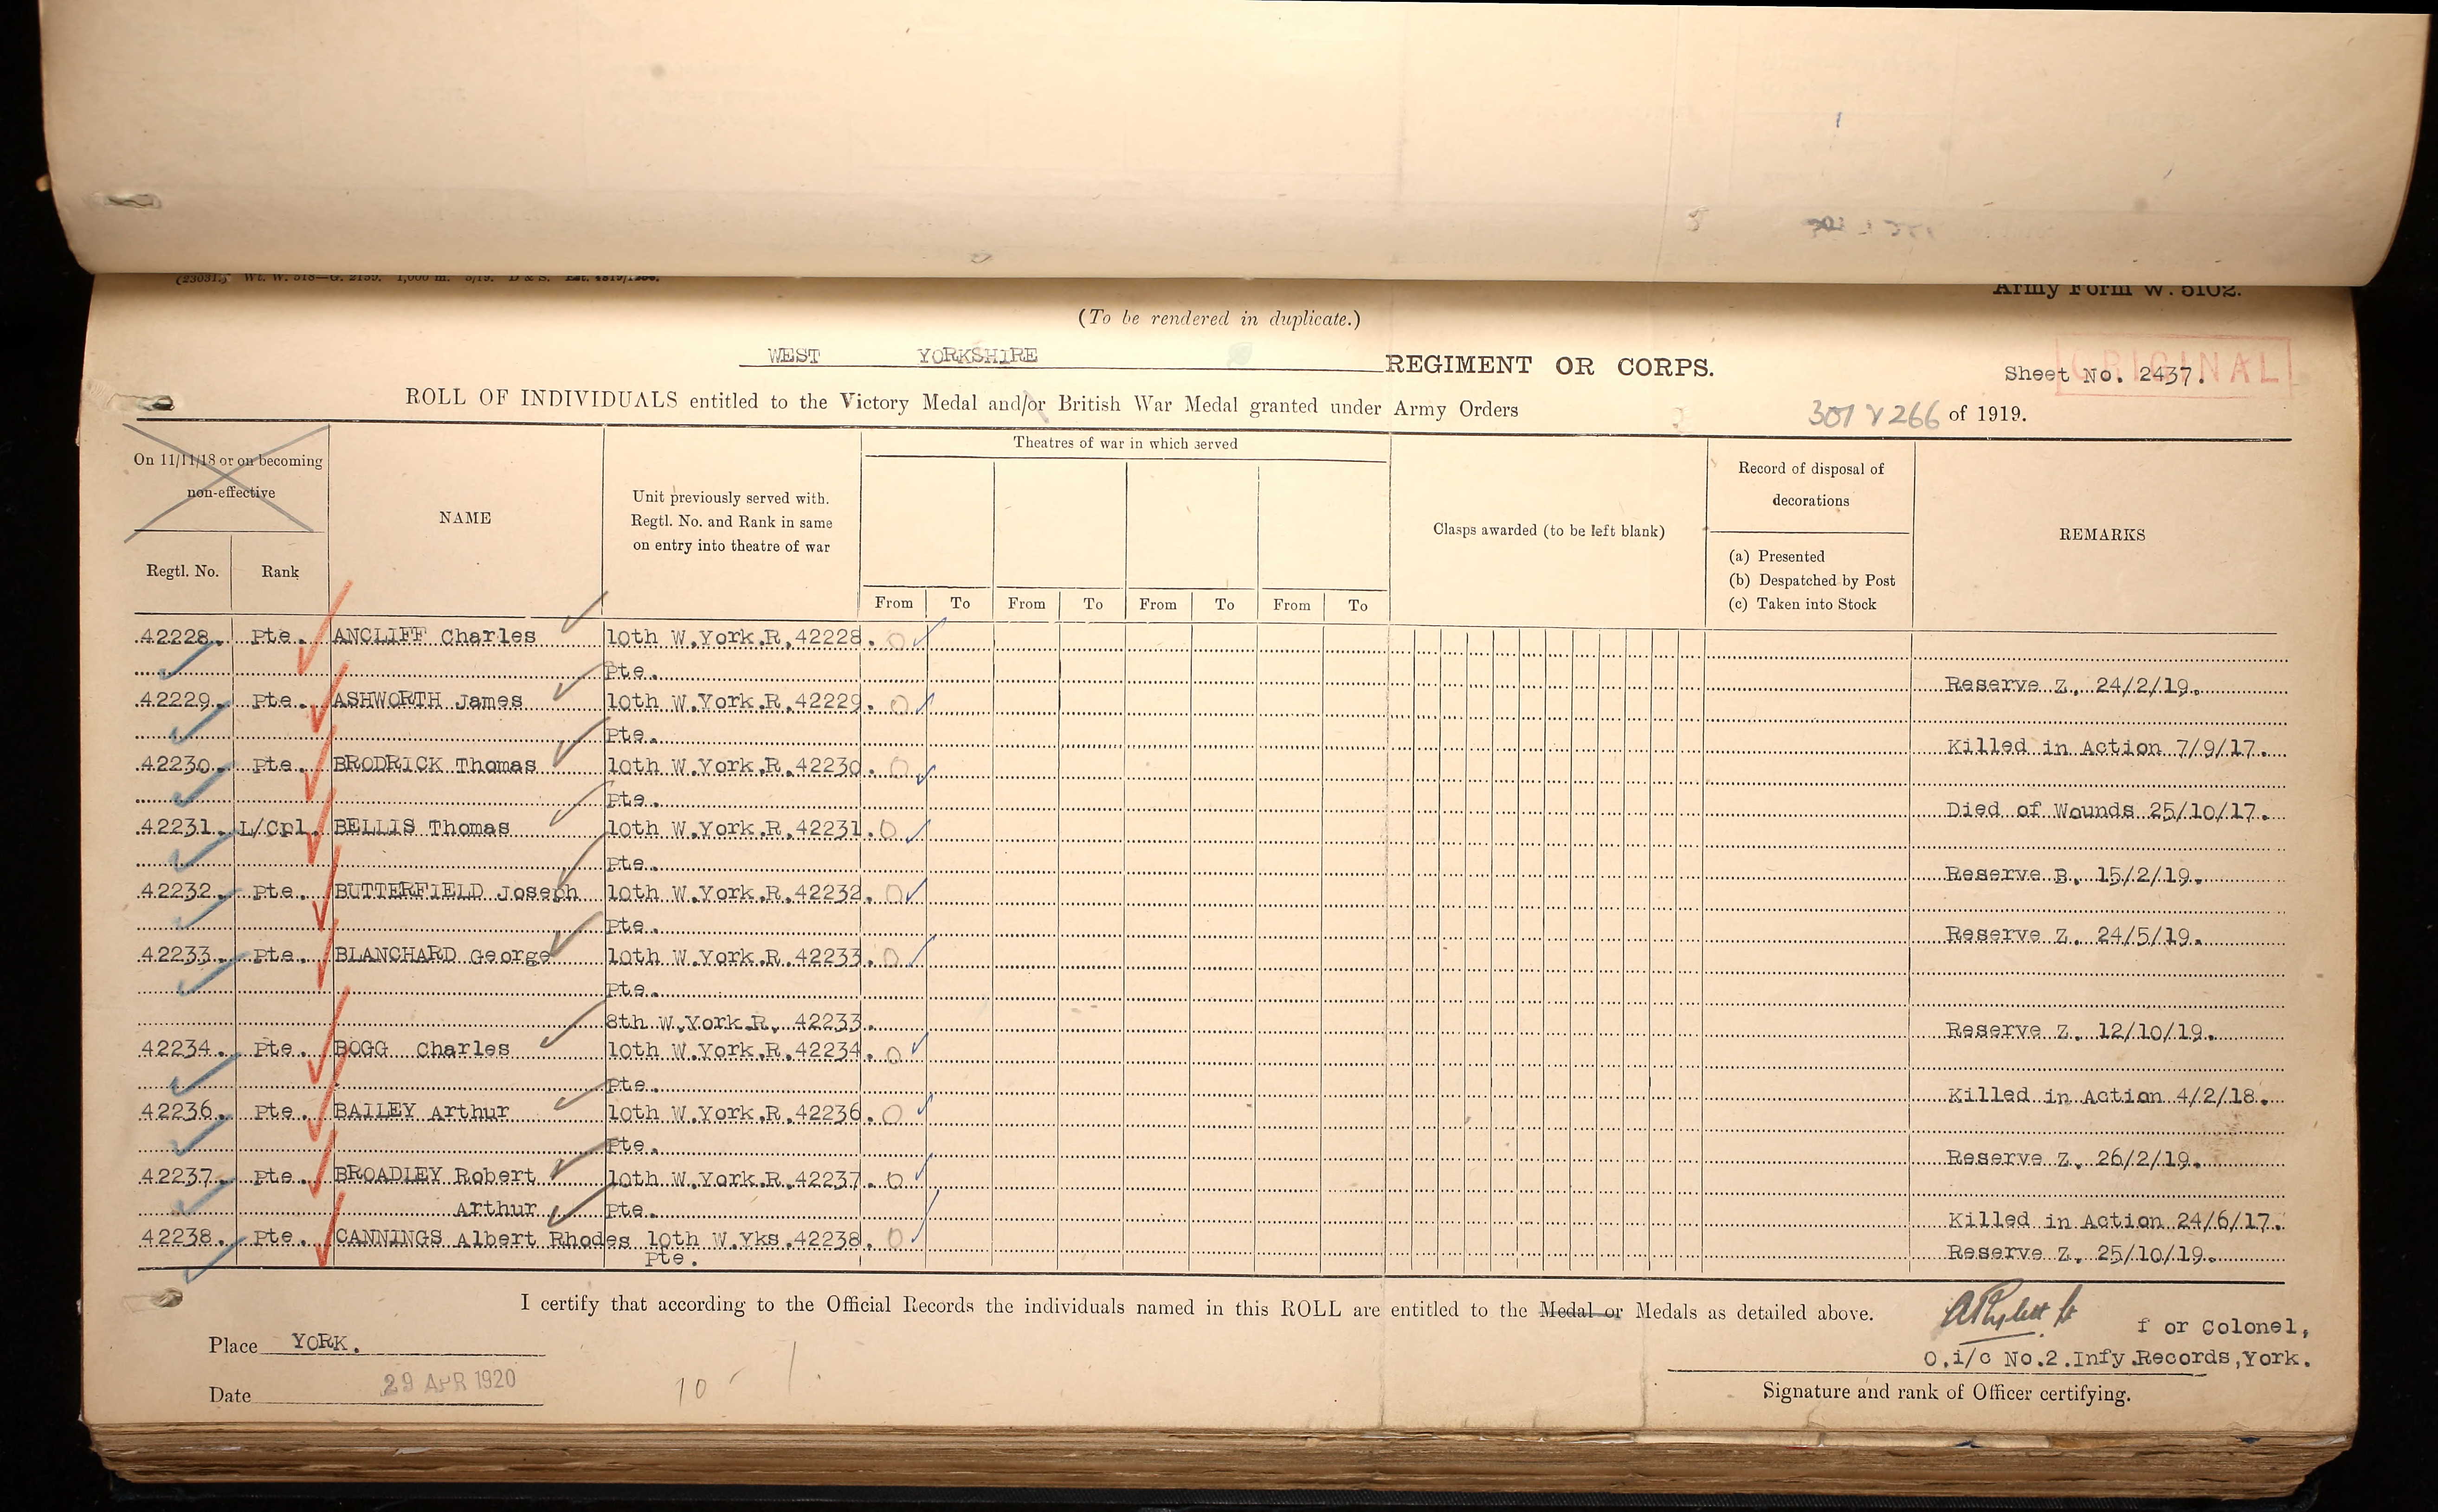 (23031.) Wt. W. 518—G. 2189. 1,000 m. 5/19. D & S.
Army Form W. 5102.
(To be rendered in duplicate.)
WEST YORKSHIRE REGIMENT OR CORPS.
ORIGINAL
Sheet No. 2437.
ROLL OF INDIVIDUALS entitled to the Victory Medal and/or British War Medal granted under Army Orders 301 & 266 of 1919.
On 11/11/18 or on becoming non-effective
Regtl. No.
Rank
NAME
Unit previously served with. Regtl. No. and Rank in same on entry into theatre of war
Theatres of war in which served
From To From To From To From To
Clasps awarded (to be left blank)
Record of disposal of decorations
(a) Presented
(b) Despatched by Post
(c) Taken into Stock
REMARKS
42228. Pte. ANCLIFF Charles 10th W.York.R.42228.
Pte. Reserve Z. 24/2/19.
42229. Pte. ASHWORTH James 10th W.York.R.42229.
Pte. Killed in Action 7/9/17.
42230. Pte. BRODRICK Thomas 10th W.York.R.42230.
Pte. Died of Wounds 25/10/17.
42231. L/Cpl. BELLIS Thomas 10th W.York.R.42231.
Pte. Reserve B. 15/2/19.
42232. Pte. BUTTERFIELD Joseph 10th W.York.R.42232.
Pte. Reserve Z. 24/5/19.
42233. Pte. BLANCHARD George 10th W.York.R.42233.
Pte.
8th W.York.R. 42233. Reserve Z. 12/10/19.
42234. Pte. BOGG Charles 10th W.York.R.42234.
Pte. Killed in Action 4/2/18.
42236. Pte. BAILEY Arthur 10th W.York.R.42236.
Pte. Reserve Z. 26/2/19.
42237. Pte. BROADLEY Robert 10th W.York.R.42237.
Arthur Pte. Killed in Action 24/6/17.
42238. Pte. CANNINGS Albert Rhodes 10th W.Yks.42238. Reserve Z. 25/10/19.
Pte.
I certify that according to the Official Records the individuals named in this ROLL are entitled to the Medal or Medals as detailed above.
f or Colonel,
Place YORK.
O.i/c No.2.Infy.Records,York.
Date 29 APR 1920
10
Signature and rank of Officer certifying.